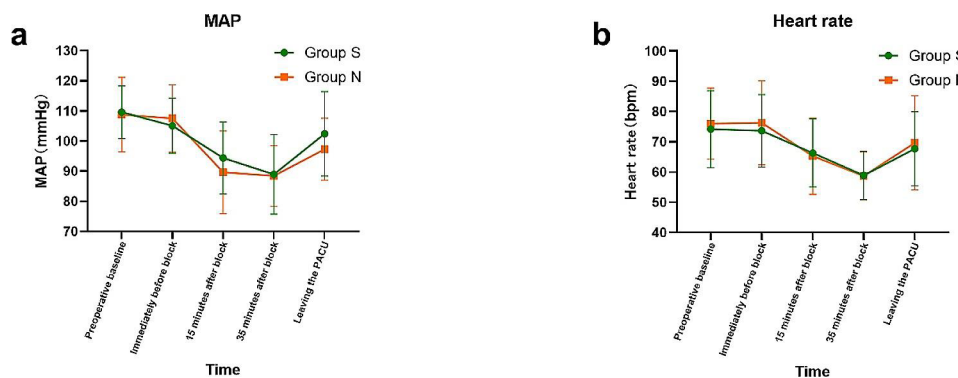 a
MAP
Group S
Group N
MAP(mmHg)
130
120
110
100
90
80
70
Preoperative baseline
Immediately before block
15 minutes after block
35 minutes after block
Leaving the PACU
Time
b
Heart rate
Group S
Group
Heart rate(bpm)
100
90
80
70
60
50
40
Preoperative baseline
Immediately before block
15 minutes after block
35 minutes after block
Leaving the PACU
Time